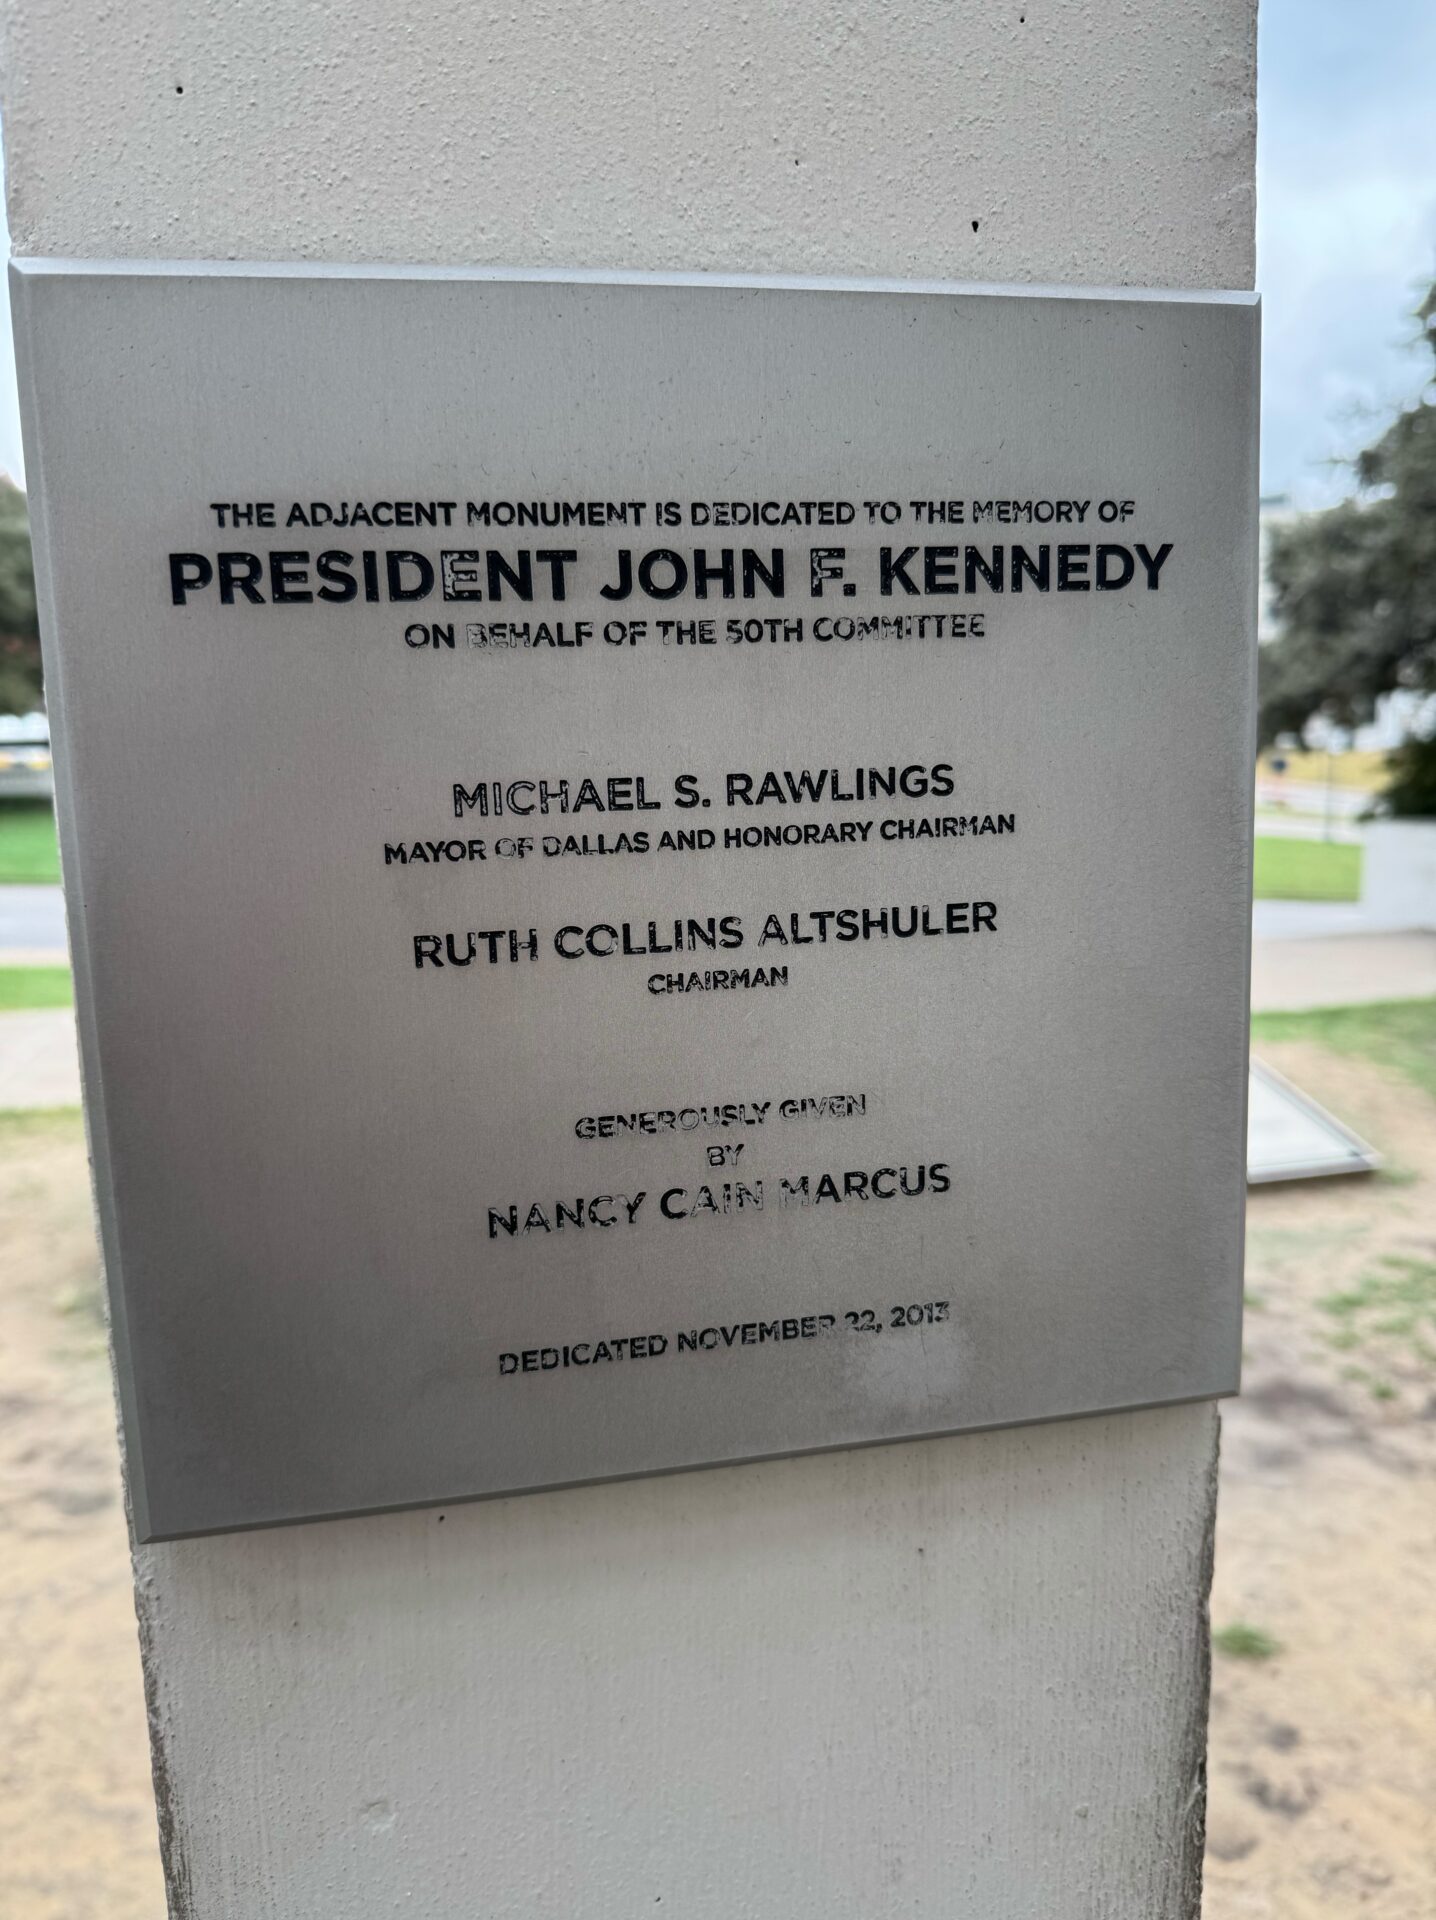 THE ADJACENT MONUMENT IS DEDICATED TO THE MEMORY OF
PRESIDENT JOHN F. KENNEDY
ON BEHALF OF THE 50TH COMMITTEE
MICHAEL S. RAWLINGS
MAYOR OF DALLAS AND HONORARY CHAIRMAN
RUTH COLLINS ALTSHULER
CHAIRMAN
GENEROUSLY GIVEN
BY
NANCY CAIN MARCUS
DEDICATED NOVEMBER 22, 2013